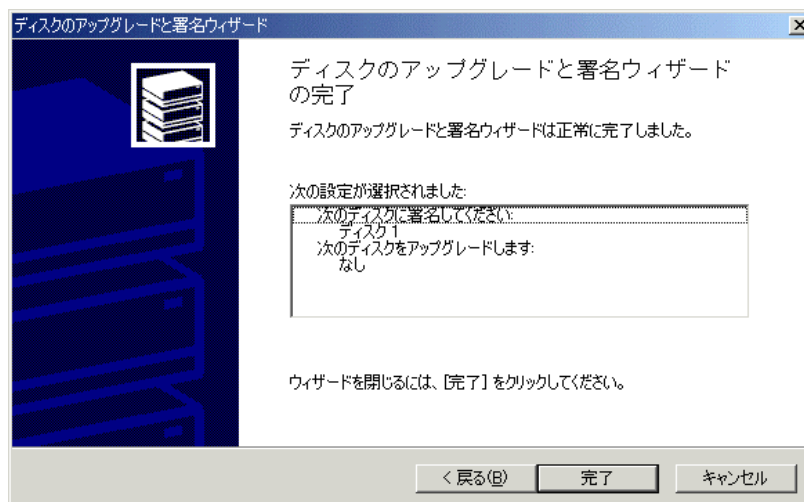 ディスクのアップグレードと署名ウィザード
ディスクのアップグレードと署名ウィザード
の完了
ディスクのアップグレードと署名ウィザードは正常に完了しました。
次の設定が選択されました:
次のディスクに署名してください:
ディスク 1
次のディスクをアップグレードします:
なし
ウィザードを閉じるには、[完了] をクリックしてください。
< 戻る(B)
完了
キャンセル